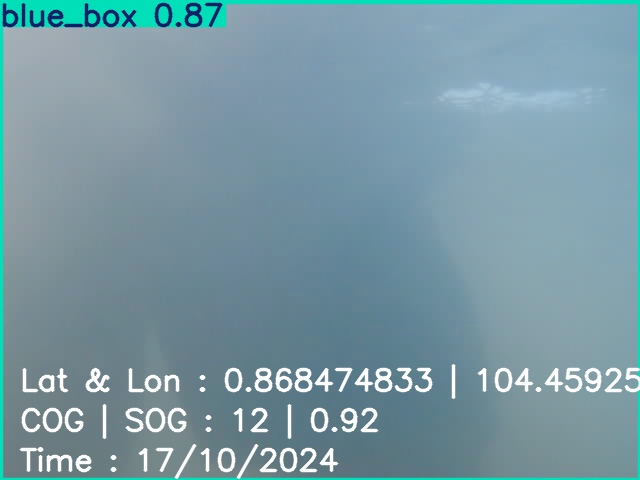 blue_box 0.87
Lat & Lon : 0.868474833 | 104.45925
COG | SOG : 12 | 0.92
Time : 17/10/2024